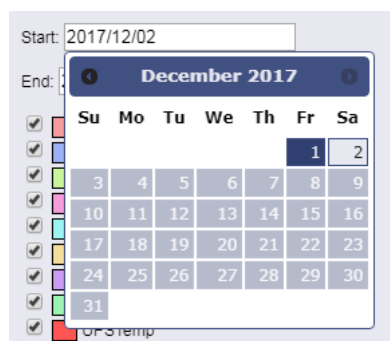 Start: 2017/12/02
End:
December 2017
Su Mo Tu We Th Fr Sa
1 2
3 4 5 6 7 8 9
10 11 12 13 14 15 16
17 18 19 20 21 22 23
24 25 26 27 28 29 30
31
UPSTemp